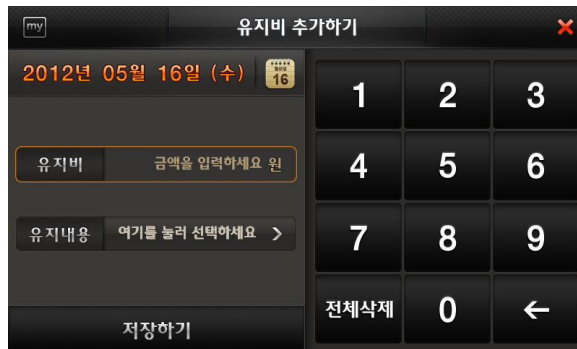 my 유지비 추가하기
2012년 05월 16일 (수) 16
유지비 금액을 입력하세요 원
유지내용 여기를 눌러 선택하세요 >
저장하기
1 2 3
4 5 6
7 8 9
전체삭제 0 ←